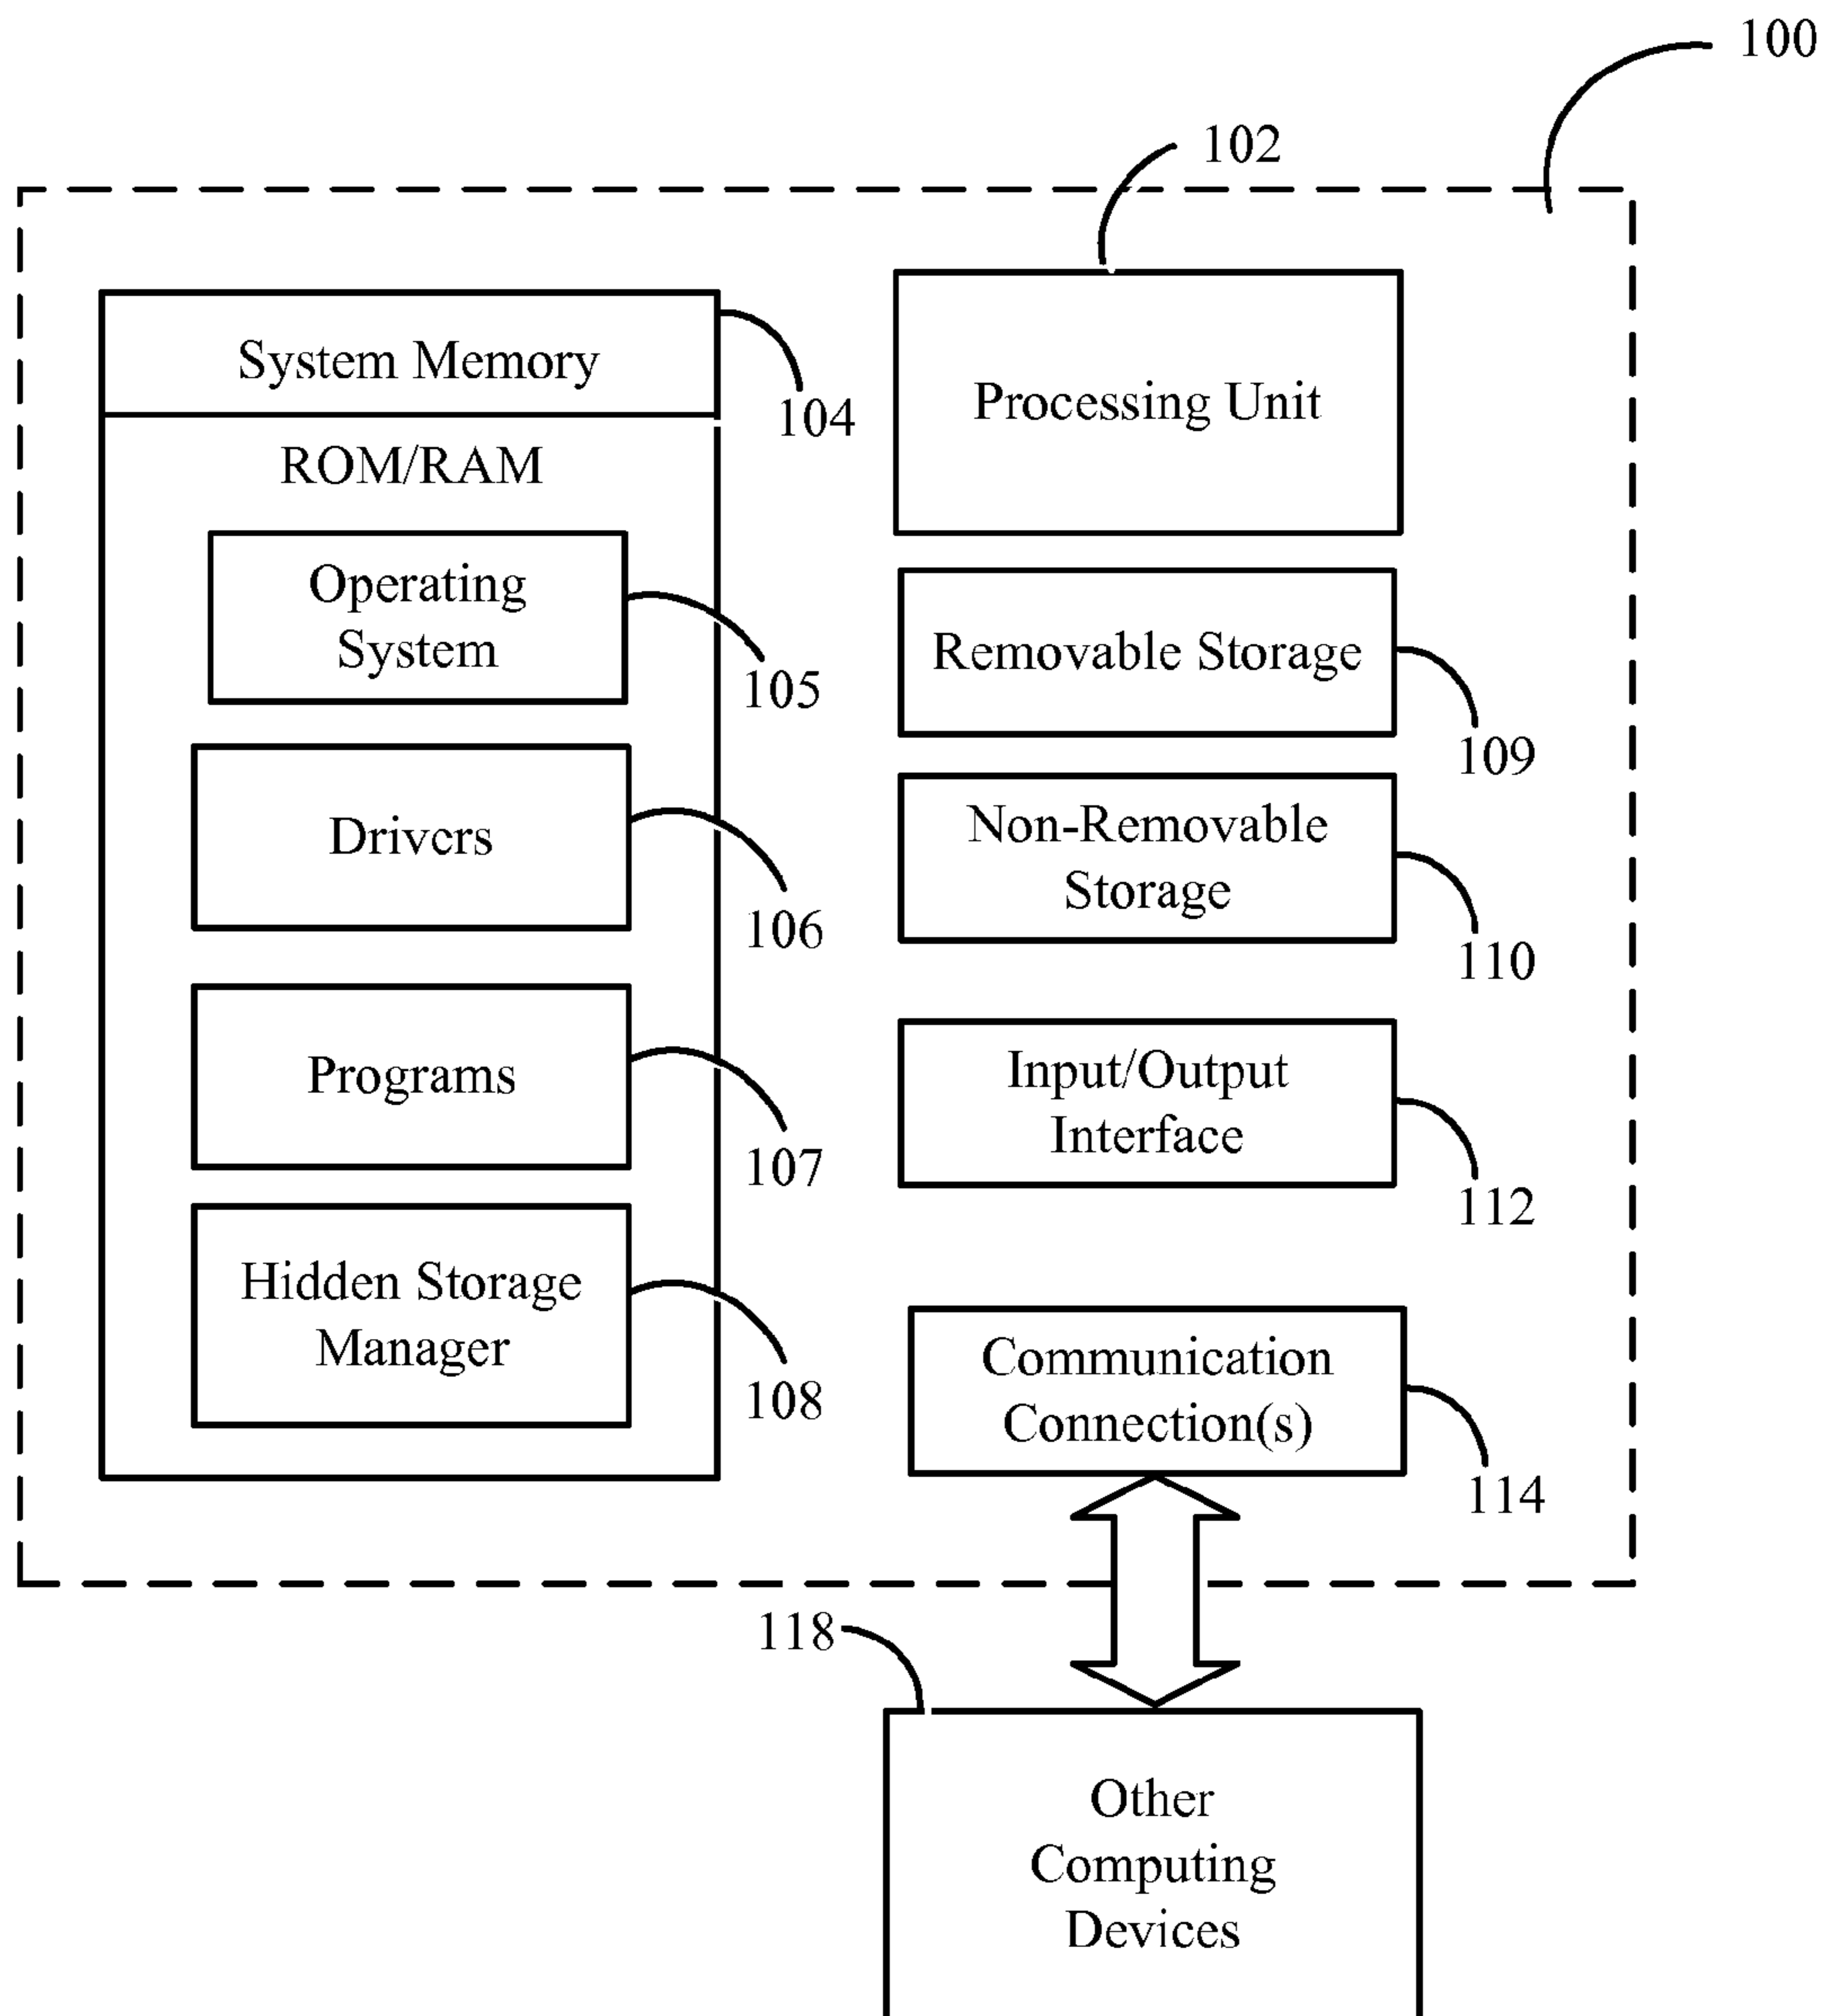 100
102
System Memory
104
Processing Unit
ROM/RAM
Operating
System
105
Removable Storage
109
Drivers
106
Non-Removable
Storage
110
Programs
107
Input/Output
Interface
112
Hidden Storage
Manager
108
Communication
Connection(s)
114
118
Other
Computing
Devices